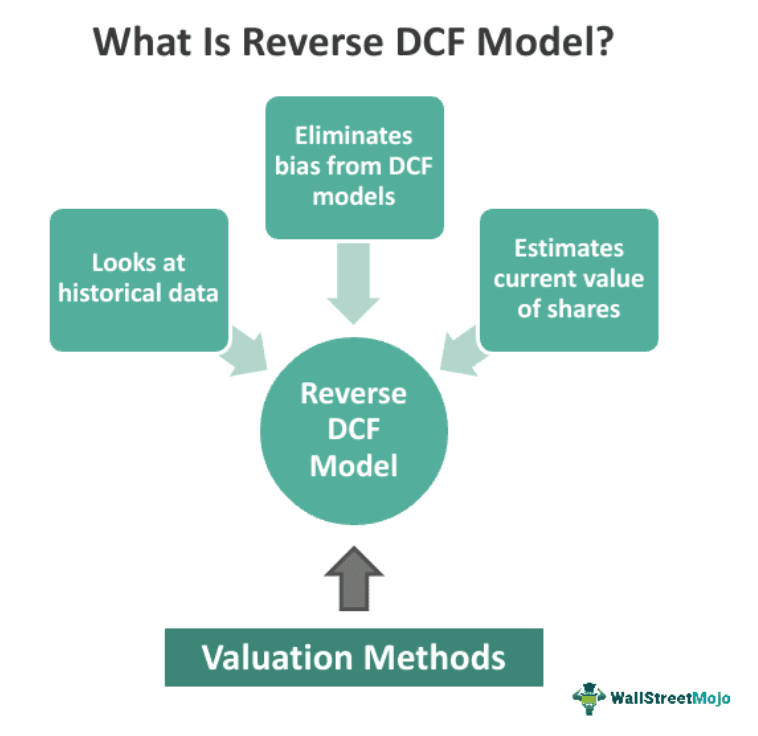 What Is Reverse DCF Model?
Eliminates
bias from DCF
models
Looks at
historical data
Estimates
current value
of shares
Reverse
DCF
Model
Valuation Methods
WallStreetMojo